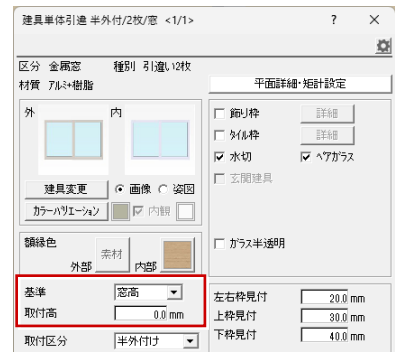 建具単体引違 半外付/2枚/窓 <1/1>
? ×
区分 金属窓 種別 引違い2枚
材質 アルミ+樹脂
平面詳細・矩計設定
外 内
飾り枠 詳細
タイル枠 詳細
水切 ペアガラス
玄関建具
建具変更 画像 姿図
カラーバリエーション 内観
額縁色
外部 素材 内部
ガラス半透明
基準 窓高
取付高 0.0 mm
取付区分 半外付け
左右枠見付 20.0 mm
上枠見付 30.0 mm
下枠見付 40.0 mm